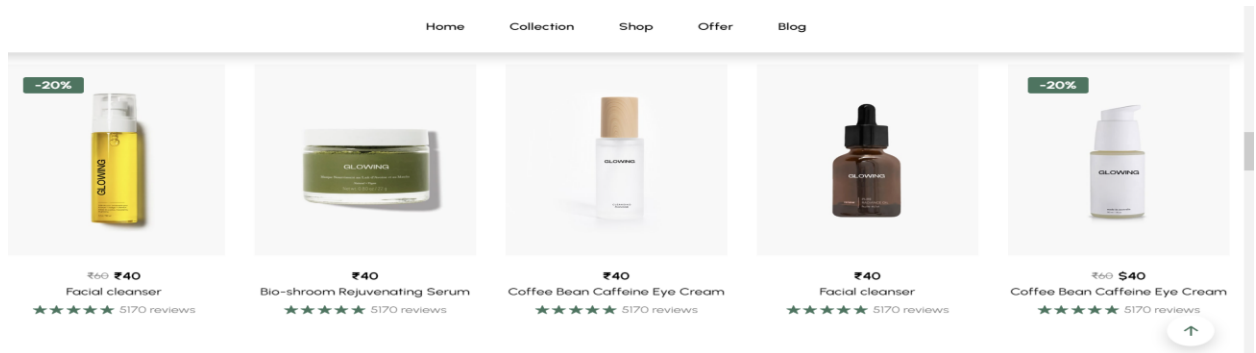 Home Collection Shop Offer Blog
-20% -20%
GLOWING
GLOWING
GLOWING
GLOWING
GLOWING
₹60 ₹40 ₹40 ₹40 ₹40 ₹60 $40
Facial cleanser Bio-shroom Rejuvenating Serum Coffee Bean Caffeine Eye Cream Facial cleanser Coffee Bean Caffeine Eye Cream
★★★★★ 5170 reviews ★★★★★ 5170 reviews ★★★★★ 5170 reviews ★★★★★ 5170 reviews ★★★★★ 5170 reviews